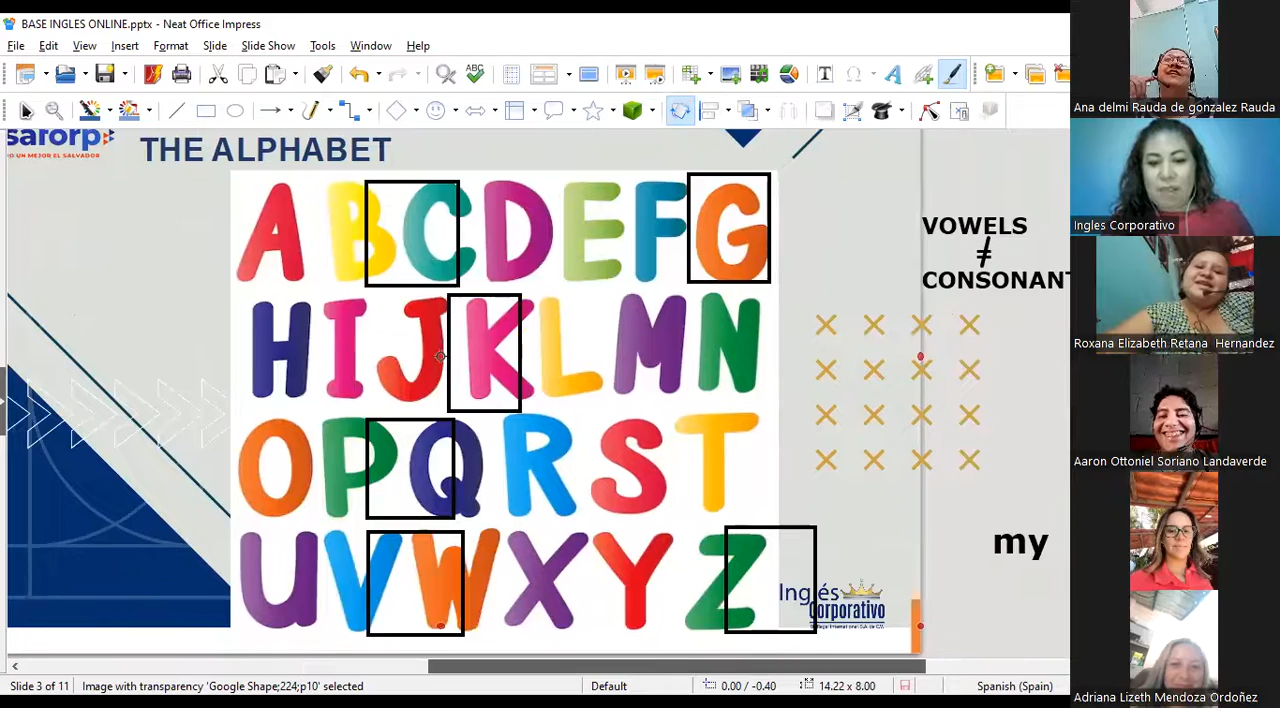 BASE INGLES ONLINE.pptx - Neat Office Impress
File Edit View Insert Format Slide Slide Show Tools Window Help
ABC
THE ALPHABET
UN MEJOR EL SALVADOR
A B C D E F G
H I J K L M N
O P Q R S T
U V W X Y Z
VOWELS
≠
CONSONANT
my
Inglés
Corporativo
Slide 3 of 11
Image with transparency 'Google Shape;224;p10' selected
Default
0.00 / -0.40
14.22 x 8.00
Spanish (Spain)
Ana delmi Rauda de gonzalez Rauda
Ingles Corporativo
Roxana Elizabeth Retana Hernandez
Aaron Ottoniel Soriano Landaverde
Adriana Lizeth Mendoza Ordoñez